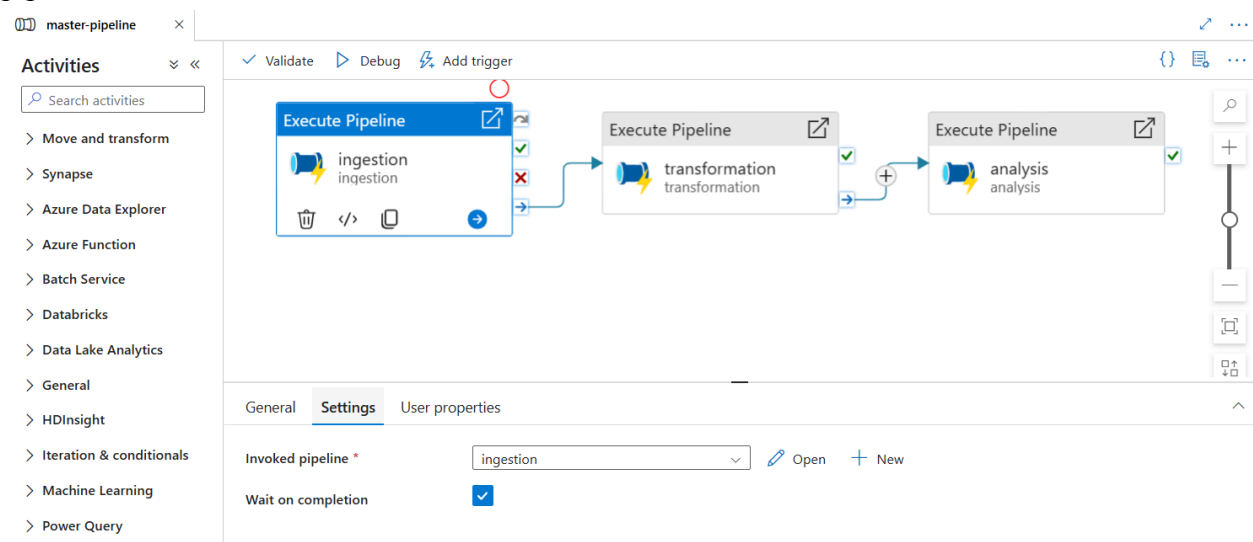 master-pipeline
Activities
Validate
Debug
Add trigger
Search activities
Move and transform
Synapse
Azure Data Explorer
Azure Function
Batch Service
Databricks
Data Lake Analytics
General
HDInsight
Iteration & conditionals
Machine Learning
Power Query
Execute Pipeline
ingestion
ingestion
Execute Pipeline
transformation
transformation
Execute Pipeline
analysis
analysis
General Settings User properties
Invoked pipeline * ingestion Open New
Wait on completion